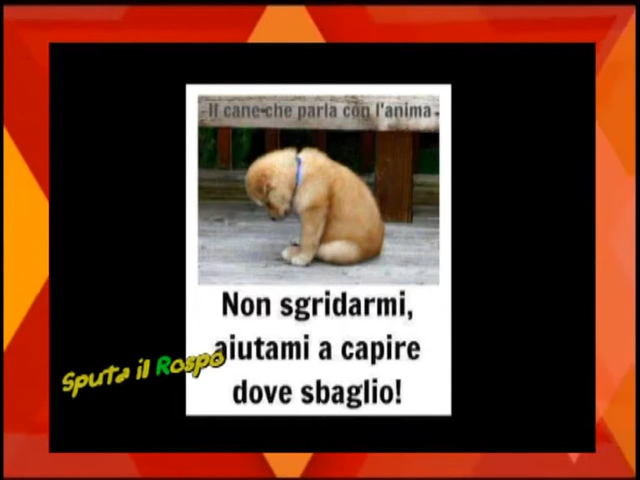 Il cane che parla con l'anima
Non sgridarmi,
aiutami a capire
dove sbaglio!
Sputa il Rospo